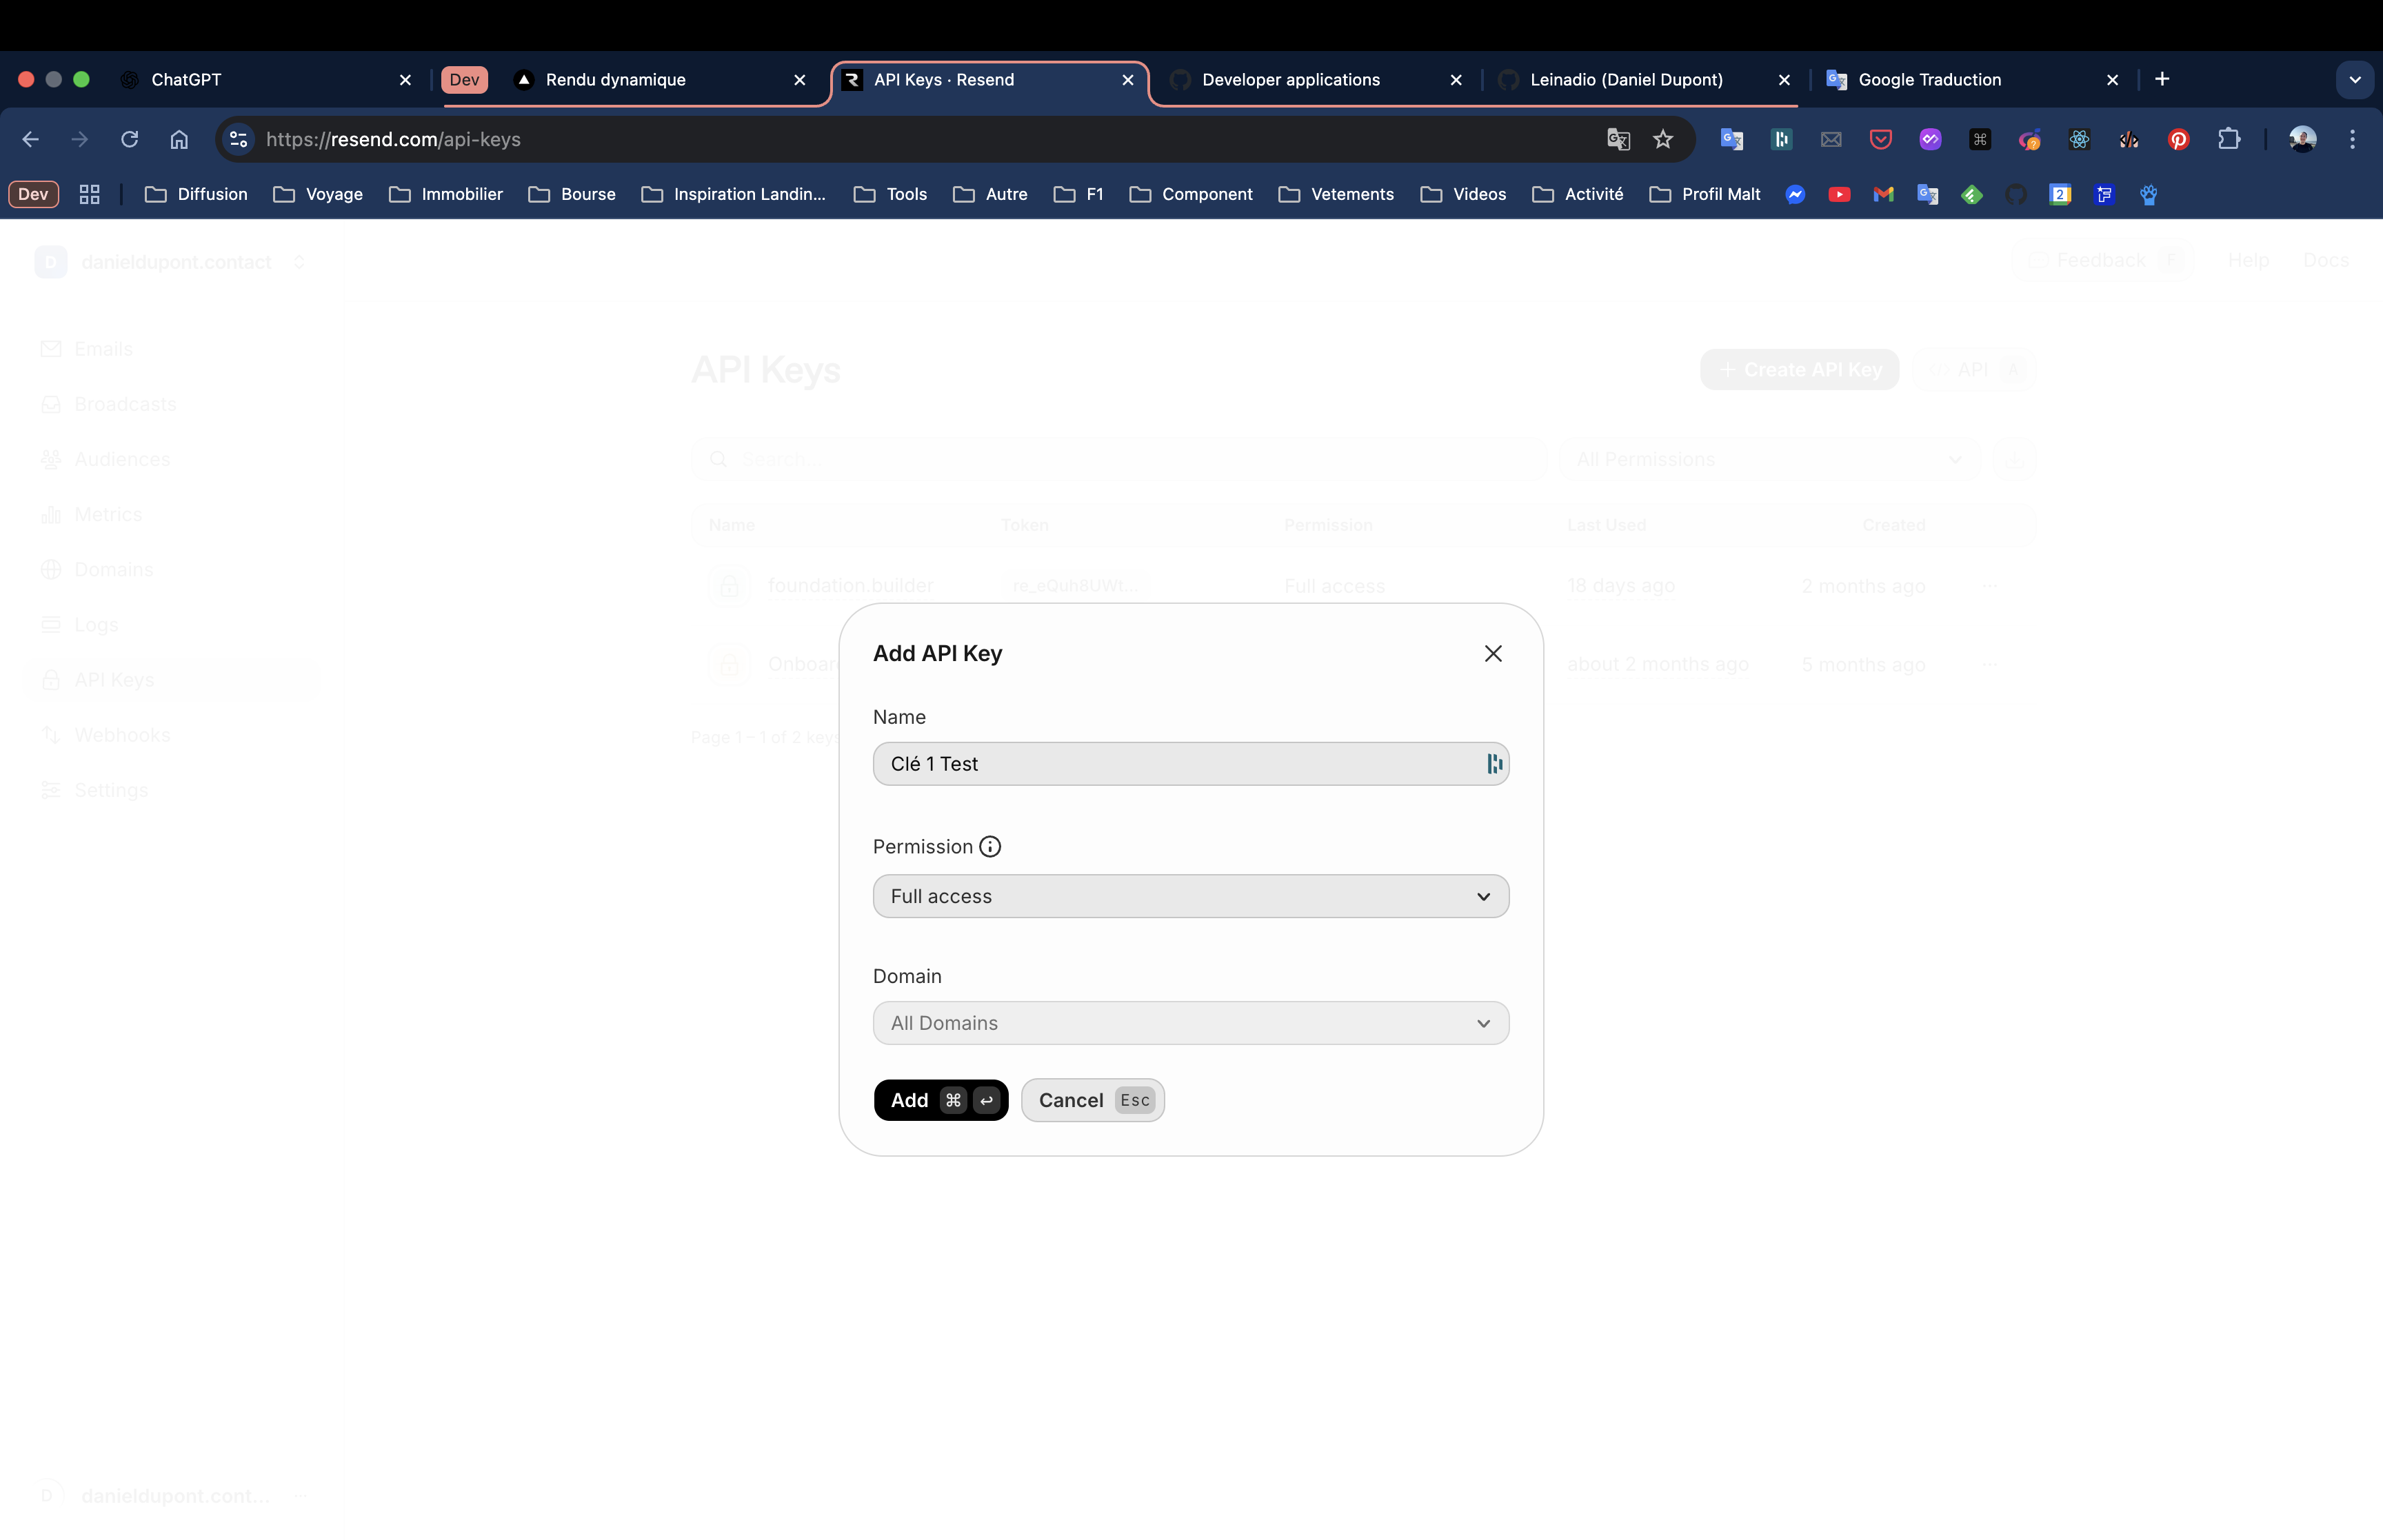 ChatGPT
Dev
Rendu dynamique
API Keys · Resend
Developer applications
Leinadio (Daniel Dupont)
Google Traduction
https://resend.com/api-keys
Dev
Diffusion
Voyage
Immobilier
Bourse
Inspiration Landin...
Tools
Autre
F1
Component
Vetements
Videos
Activité
Profil Malt
D
danieldupont.contact
Feedback
F
Help
Docs
Emails
Broadcasts
Audiences
Metrics
Domains
Logs
API Keys
Webhooks
Settings
API Keys
+ Create API Key
API
A
Search...
All Permissions
Name
Token
Permission
Last Used
Created
foundation.builder
re_eQuh8UWt...
Full access
18 days ago
2 months ago
...
Onboar
about 2 months ago
5 months ago
...
Page 1 – 1 of 2 keys
Add API Key
Name
Clé 1 Test
Permission
Full access
Domain
All Domains
Add ⌘ ↩
Cancel Esc
D
danieldupont.cont...